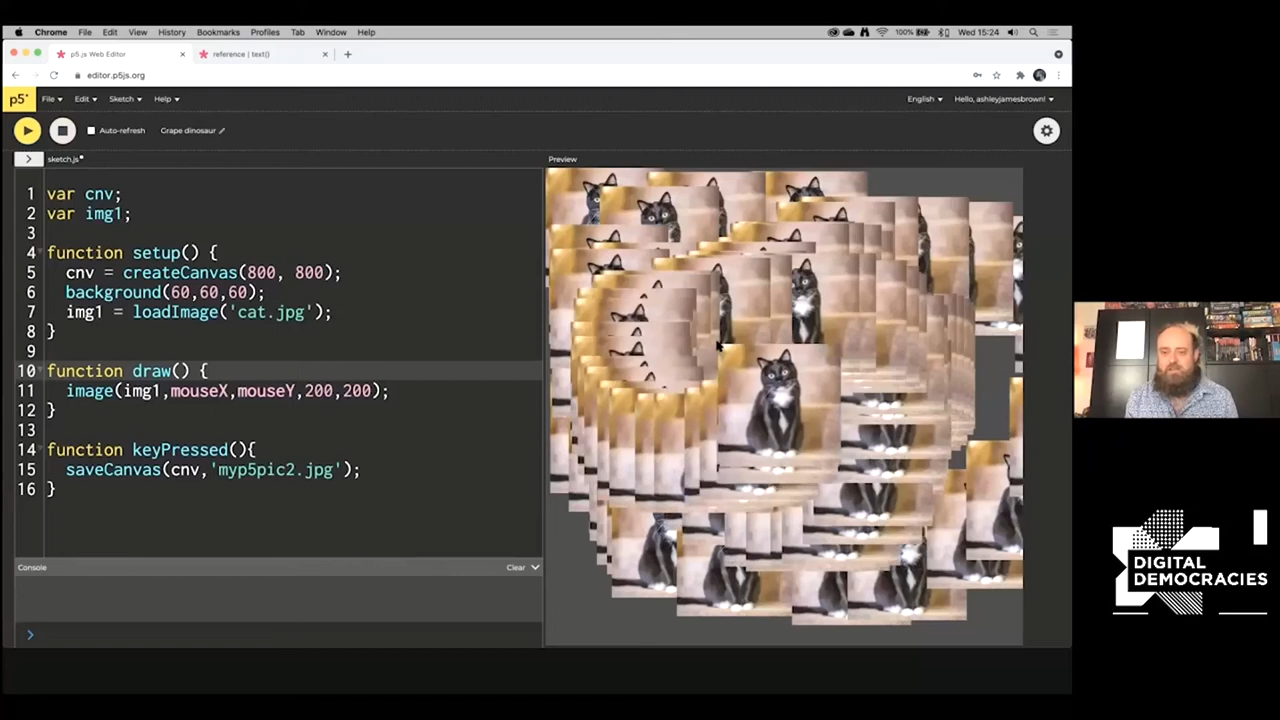 Chrome File Edit View History Bookmarks Profiles Tab Window Help 100% Wed 15:24
p5.js Web Editor × reference | text() × +
editor.p5js.org
p5* File Edit Sketch Help English Hello, ashleyjamesbrown!
Auto-refresh Grape dinosaur
> sketch.js Preview
1 var cnv;
2 var img1;
3
4 function setup() {
5 cnv = createCanvas(800, 800);
6 background(60,60,60);
7 img1 = loadImage('cat.jpg');
8 }
9
10 function draw() {
11 image(img1,mouseX,mouseY,200,200);
12 }
13
14 function keyPressed(){
15 saveCanvas(cnv,'myp5pic2.jpg');
16 }
Console Clear
>
DIGITAL
DEMOCRACIES